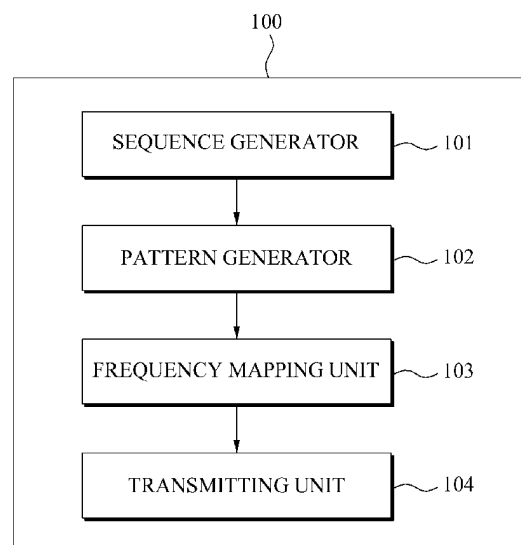 100
SEQUENCE GENERATOR 101
PATTERN GENERATOR 102
FREQUENCY MAPPING UNIT 103
TRANSMITTING UNIT 104